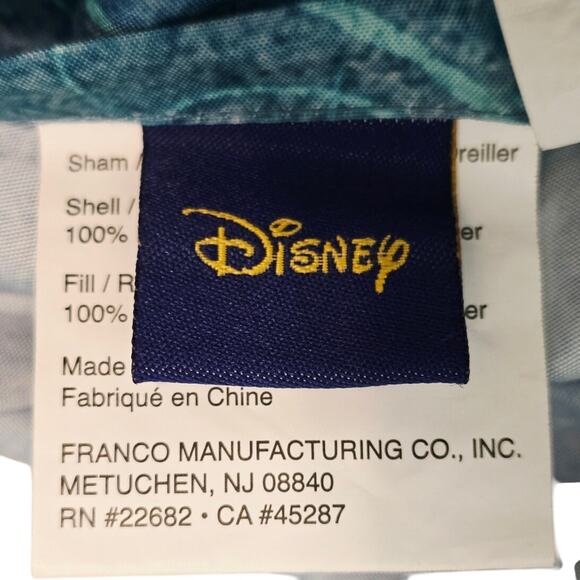 Sham /
reiller
Shell /
100%
er
Disney
Fill / R
100%
er
Made
Fabriqué en Chine
FRANCO MANUFACTURING CO., INC.
METUCHEN, NJ 08840
RN #22682 • CA #45287